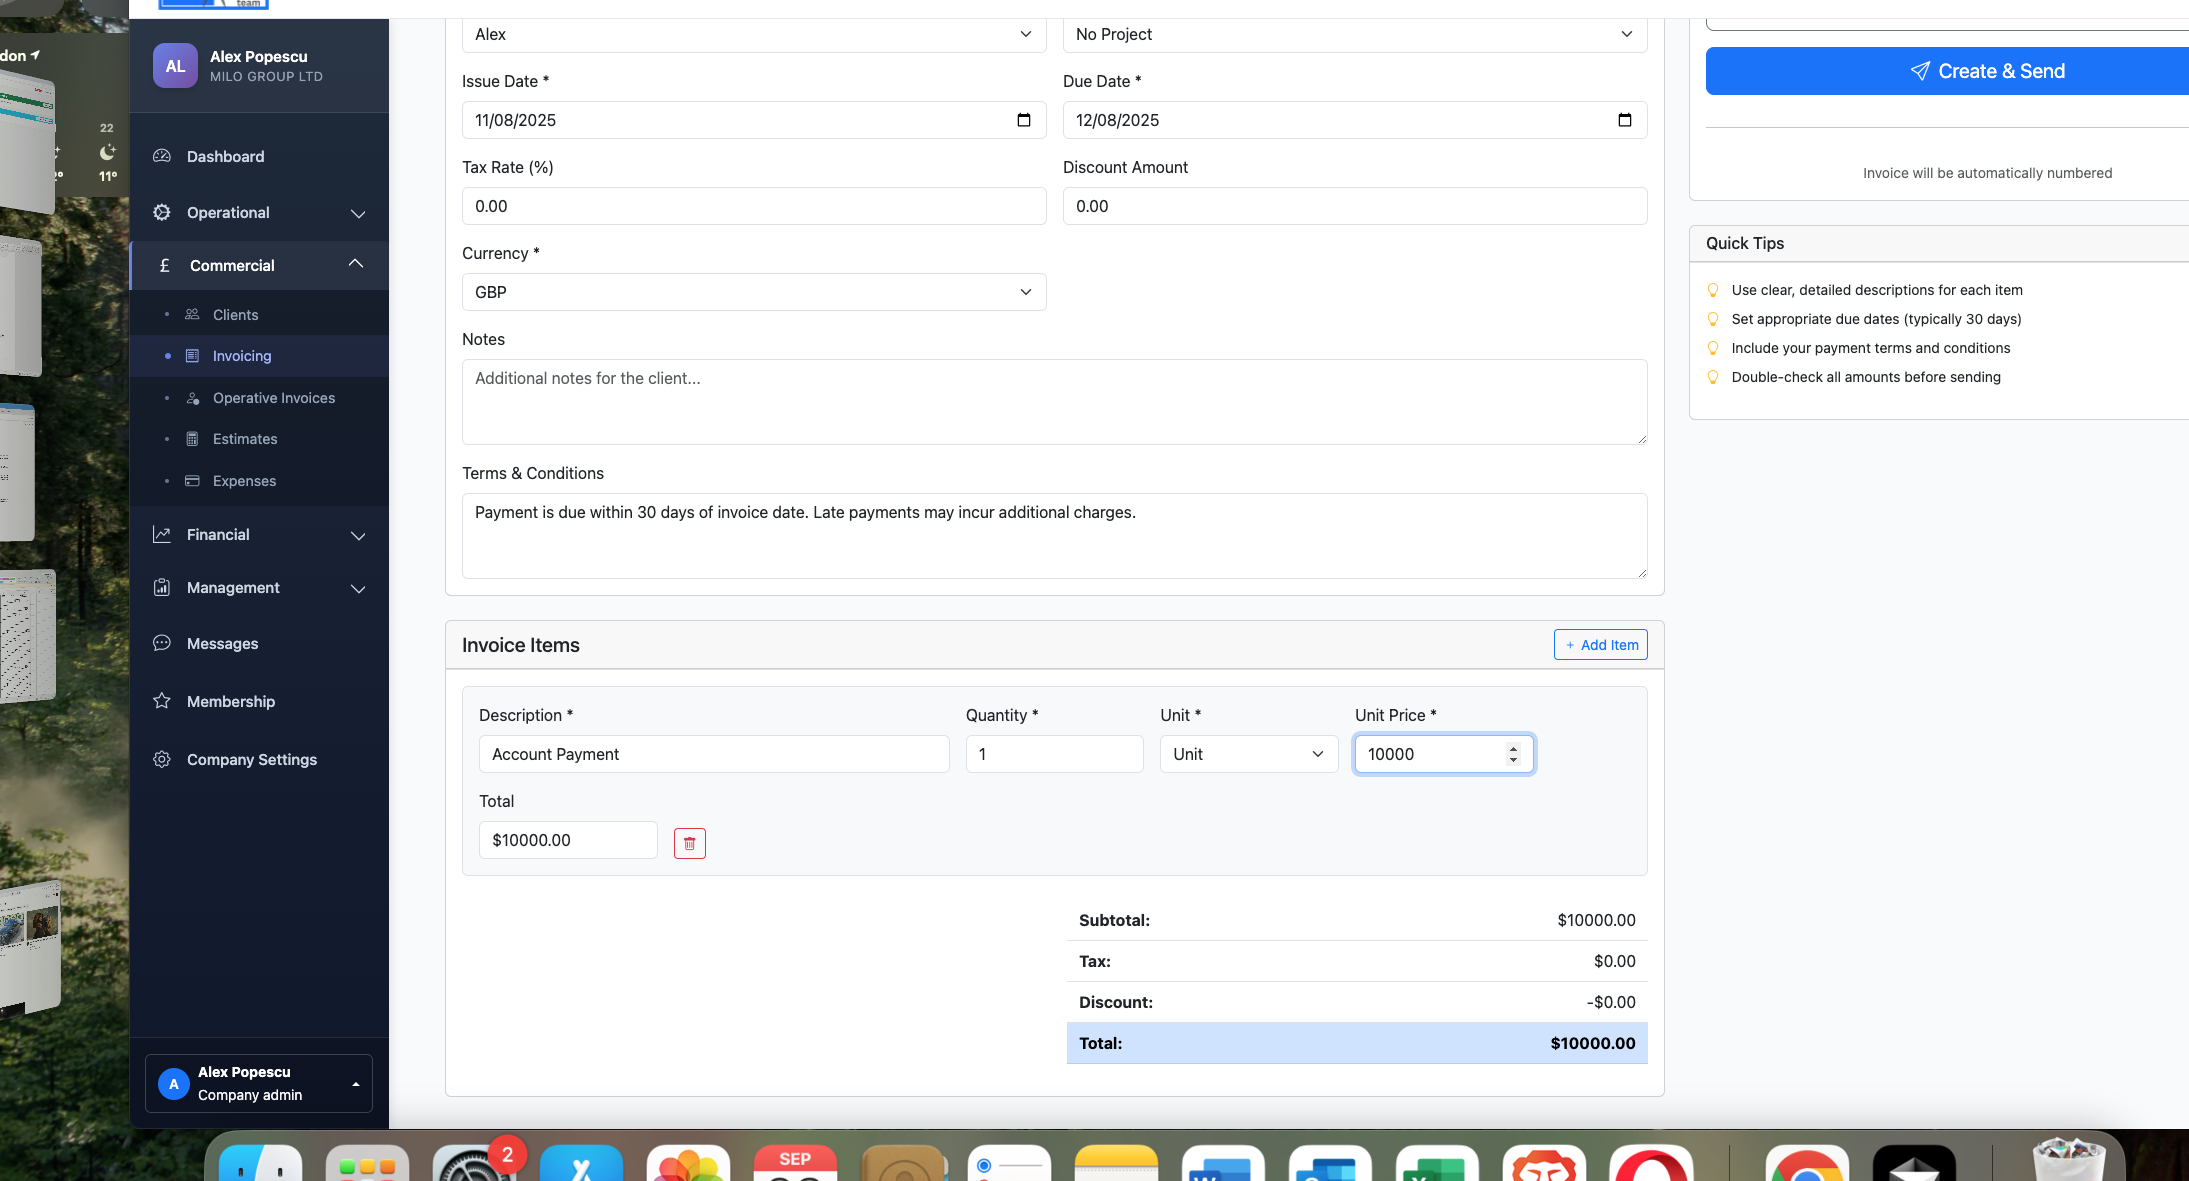 team
don
22
11°
AL
Alex Popescu
MILO GROUP LTD
Dashboard
Operational
£ Commercial
Clients
Invoicing
Operative Invoices
Estimates
Expenses
Financial
Management
Messages
Membership
Company Settings
A
Alex Popescu
Company admin
Alex
No Project
Issue Date *
Due Date *
11/08/2025
12/08/2025
Tax Rate (%)
Discount Amount
0.00
0.00
Currency *
GBP
Notes
Additional notes for the client...
Terms & Conditions
Payment is due within 30 days of invoice date. Late payments may incur additional charges.
Invoice Items
+ Add Item
Description *
Quantity *
Unit *
Unit Price *
Account Payment
1
Unit
10000
Total
$10000.00
Subtotal: $10000.00
Tax: $0.00
Discount: -$0.00
Total: $10000.00
Create & Send
Invoice will be automatically numbered
Quick Tips
Use clear, detailed descriptions for each item
Set appropriate due dates (typically 30 days)
Include your payment terms and conditions
Double-check all amounts before sending
2
SEP